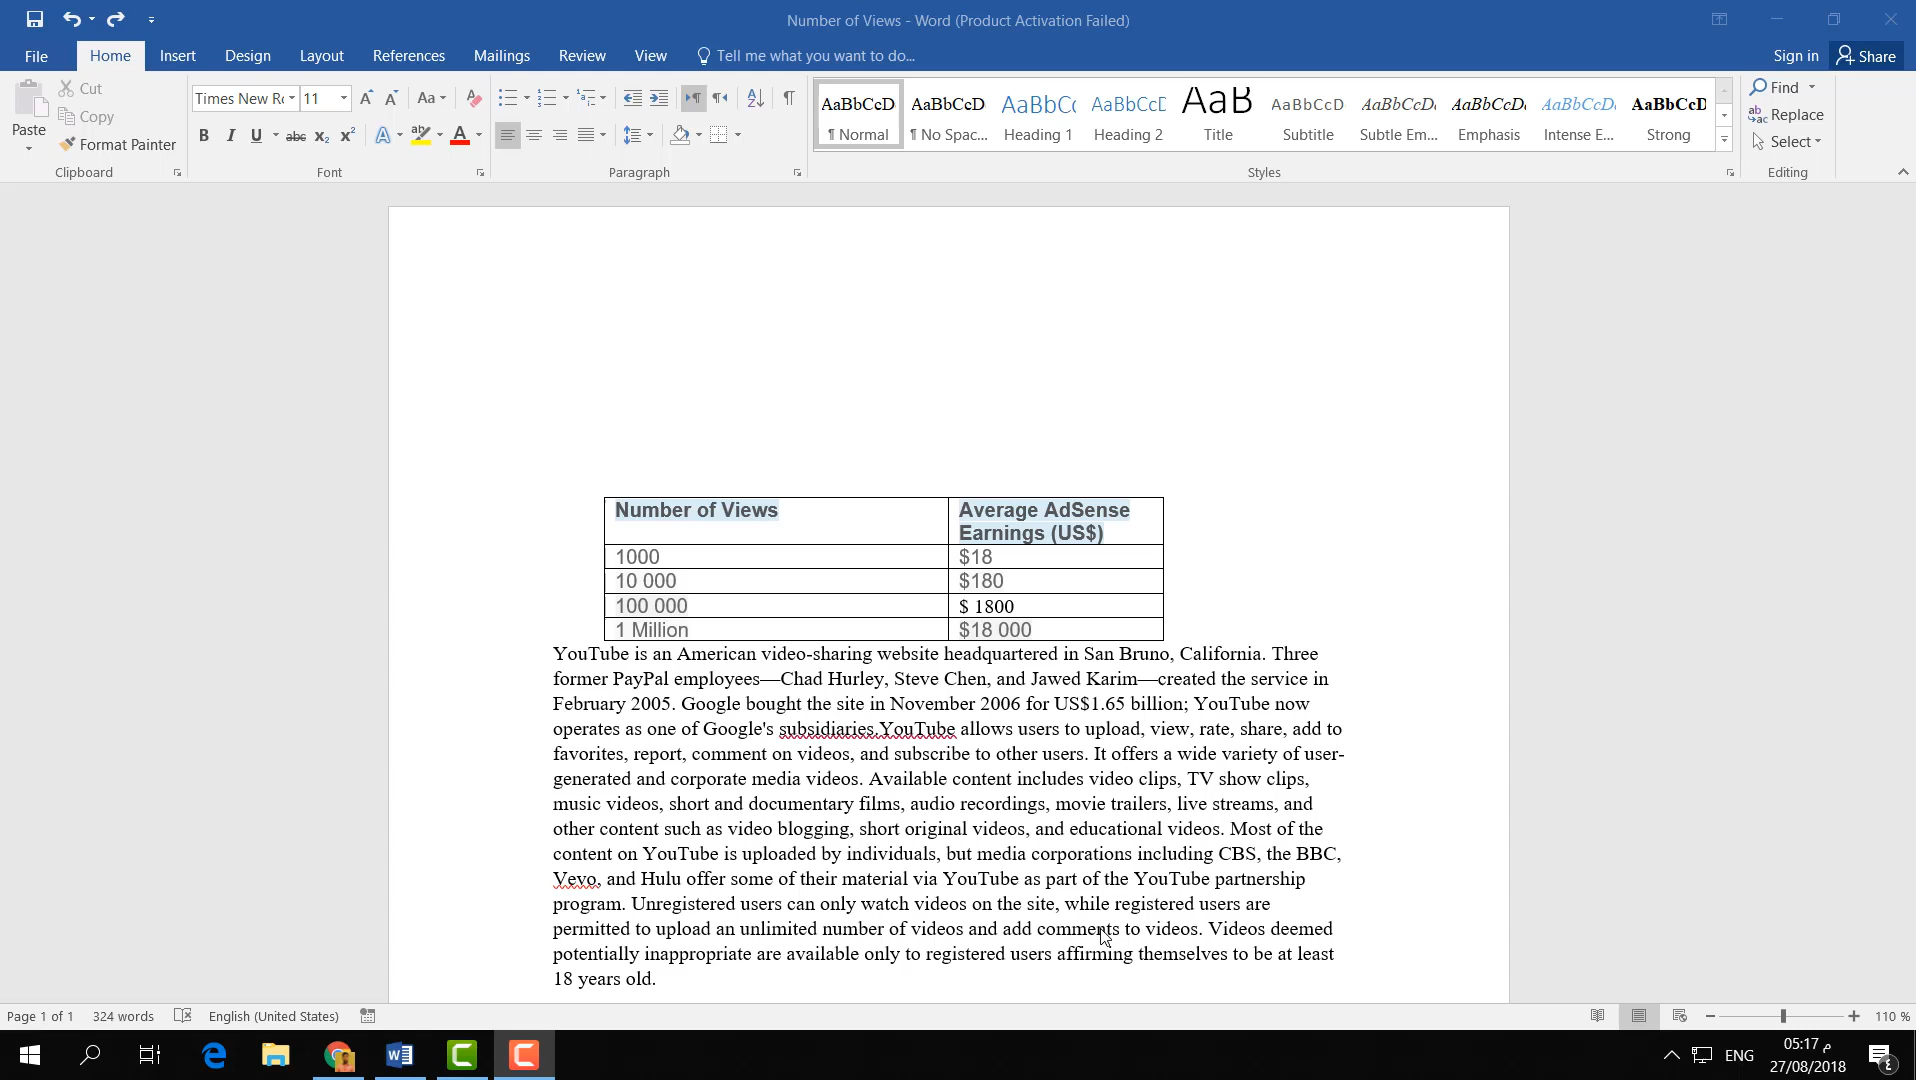 Number of Views - Word (Product Activation Failed)
File Home Insert Design Layout References Mailings Review View Tell me what you want to do... Sign in Share
Paste
Cut
Copy
Format Painter
Clipboard
Times New Ro 11
Aa
B I U abc X₂ X² A ab A
Font
Paragraph
AaBbCcD AaBbCcD AaBbCc AaBbCcD AaB AaBbCcD AaBbCcD AaBbCcD AaBbCcD AaBbCcD
¶ Normal ¶ No Spac... Heading 1 Heading 2 Title Subtitle Subtle Em... Emphasis Intense E... Strong
Styles
Find
Replace
Select
Editing
Number of Views Average AdSense
Earnings (US$)
1000 $18
10 000 $180
100 000 $ 1800
1 Million $18 000
YouTube is an American video-sharing website headquartered in San Bruno, California. Three
former PayPal employees—Chad Hurley, Steve Chen, and Jawed Karim—created the service in
February 2005. Google bought the site in November 2006 for US$1.65 billion; YouTube now
operates as one of Google's subsidiaries.YouTube allows users to upload, view, rate, share, add to
favorites, report, comment on videos, and subscribe to other users. It offers a wide variety of user-
generated and corporate media videos. Available content includes video clips, TV show clips,
music videos, short and documentary films, audio recordings, movie trailers, live streams, and
other content such as video blogging, short original videos, and educational videos. Most of the
content on YouTube is uploaded by individuals, but media corporations including CBS, the BBC,
Vevo, and Hulu offer some of their material via YouTube as part of the YouTube partnership
program. Unregistered users can only watch videos on the site, while registered users are
permitted to upload an unlimited number of videos and add comments to videos. Videos deemed
potentially inappropriate are available only to registered users affirming themselves to be at least
18 years old.
Page 1 of 1 324 words English (United States) 110 %
ENG 05:17 م
27/08/2018
٤